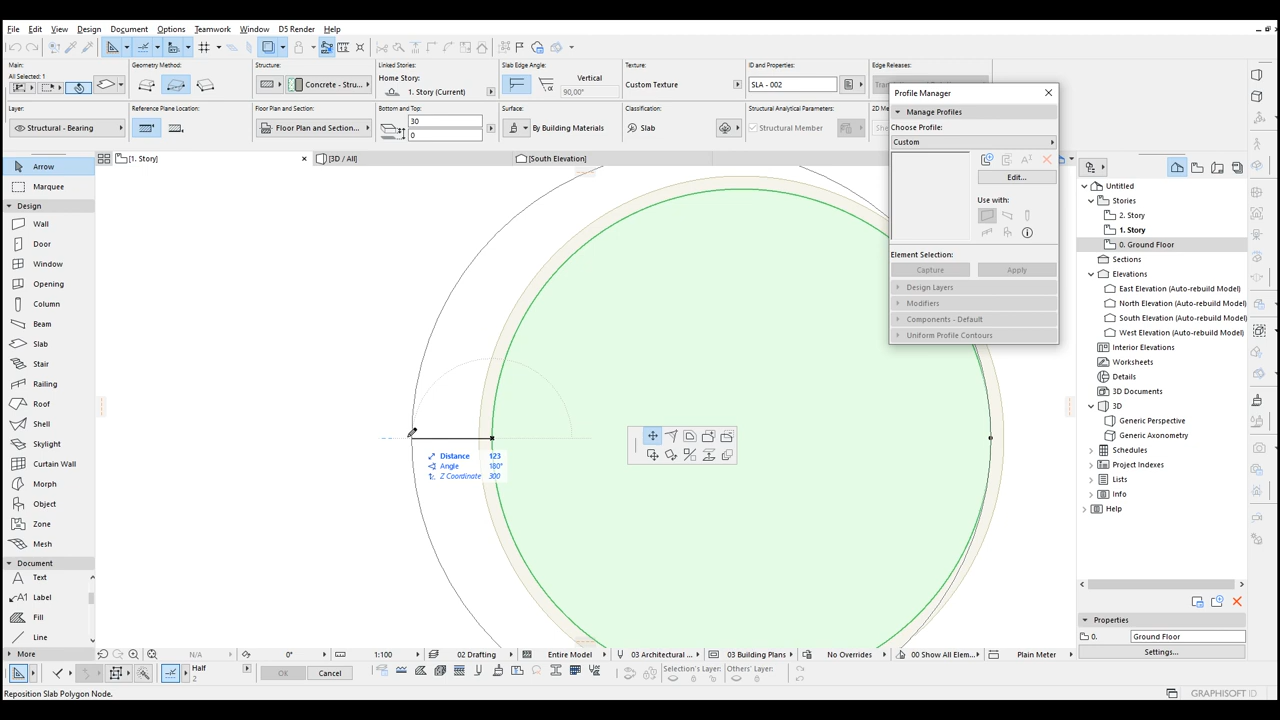 File Edit View Design Document Options Teamwork Window D5 Render Help
Main:
All Selected: 1
Geometry Method:
Structure:
Concrete - Stru...
Linked Stories:
Home Story:
1. Story (Current)
Slab Edge Angle:
Vertical
90,00°
Texture:
Custom Texture
ID and Properties:
SLA - 002
Edge Releases:
Layer:
Structural - Bearing
Reference Plane Location:
Floor Plan and Section:
Floor Plan and Section...
Bottom and Top:
30
0
Surface:
By Building Materials
Classification:
Slab
Structural Analytical Parameters:
Structural Member
[1. Story]
[3D / All]
[South Elevation]
Profile Manager
Manage Profiles
Choose Profile:
Custom
Edit...
Use with:
Element Selection:
Capture
Apply
Design Layers
Modifiers
Components - Default
Uniform Profile Contours
Arrow
Marquee
Design
Wall
Door
Window
Opening
Column
Beam
Slab
Stair
Railing
Roof
Shell
Skylight
Curtain Wall
Morph
Object
Zone
Mesh
Document
Text
Label
Fill
Line
More
Distance 123
Angle 180°
Z Coordinate 300
Untitled
Stories
2. Story
1. Story
0. Ground Floor
Sections
Elevations
East Elevation (Auto-rebuild Model)
North Elevation (Auto-rebuild Model)
South Elevation (Auto-rebuild Model)
West Elevation (Auto-rebuild Model)
Interior Elevations
Worksheets
Details
3D Documents
3D
Generic Perspective
Generic Axonometry
Schedules
Project Indexes
Lists
Info
Help
Properties
0. Ground Floor
Settings...
N/A 0° 1:100 02 Drafting Entire Model 03 Architectural ... 03 Building Plans No Overrides 00 Show All Elem... Plain Meter
Half
2
OK
Cancel
Selection's Layer:
Others' Layer:
Reposition Slab Polygon Node.
GRAPHISOFT ID